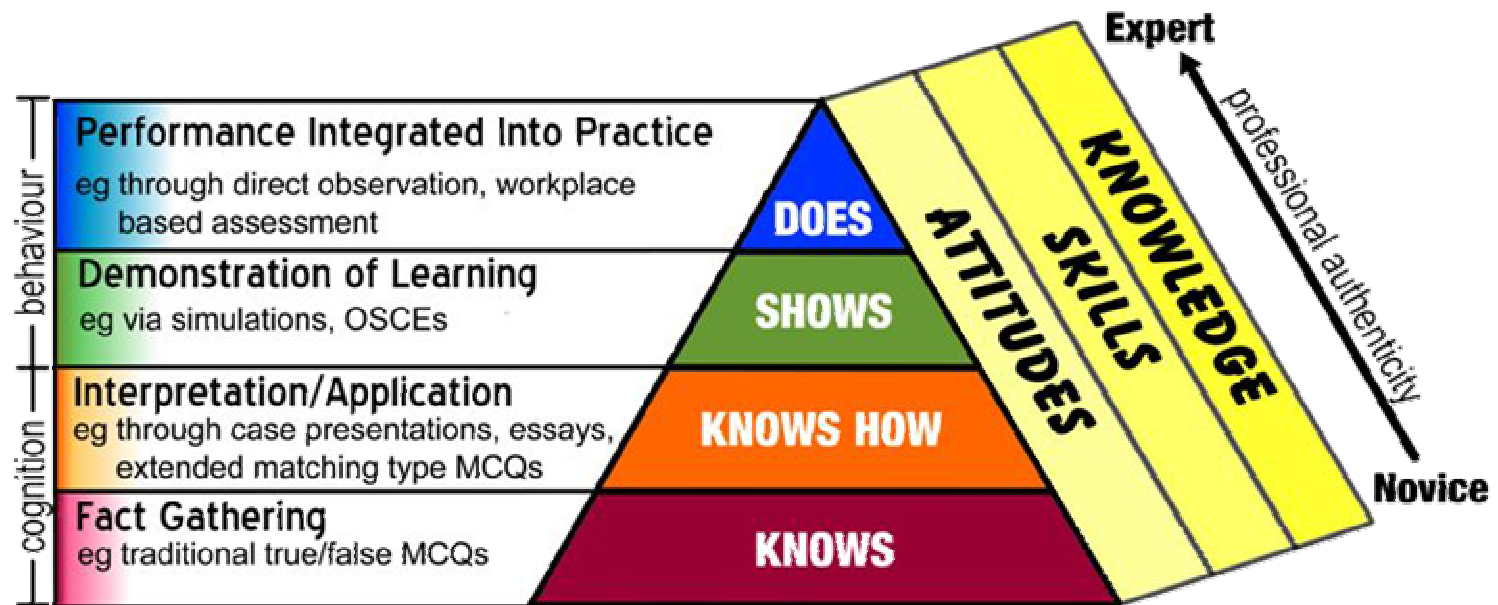 Expert
professional authenticity
Novice
behaviour
cognition
Performance Integrated Into Practice
eg through direct observation, workplace
based assessment
Demonstration of Learning
eg via simulations, OSCEs
Interpretation/Application
eg through case presentations, essays,
extended matching type MCQs
Fact Gathering
eg traditional true/false MCQs
DOES
SHOWS
KNOWS HOW
KNOWS
ATTITUDES
SKILLS
KNOWLEDGE